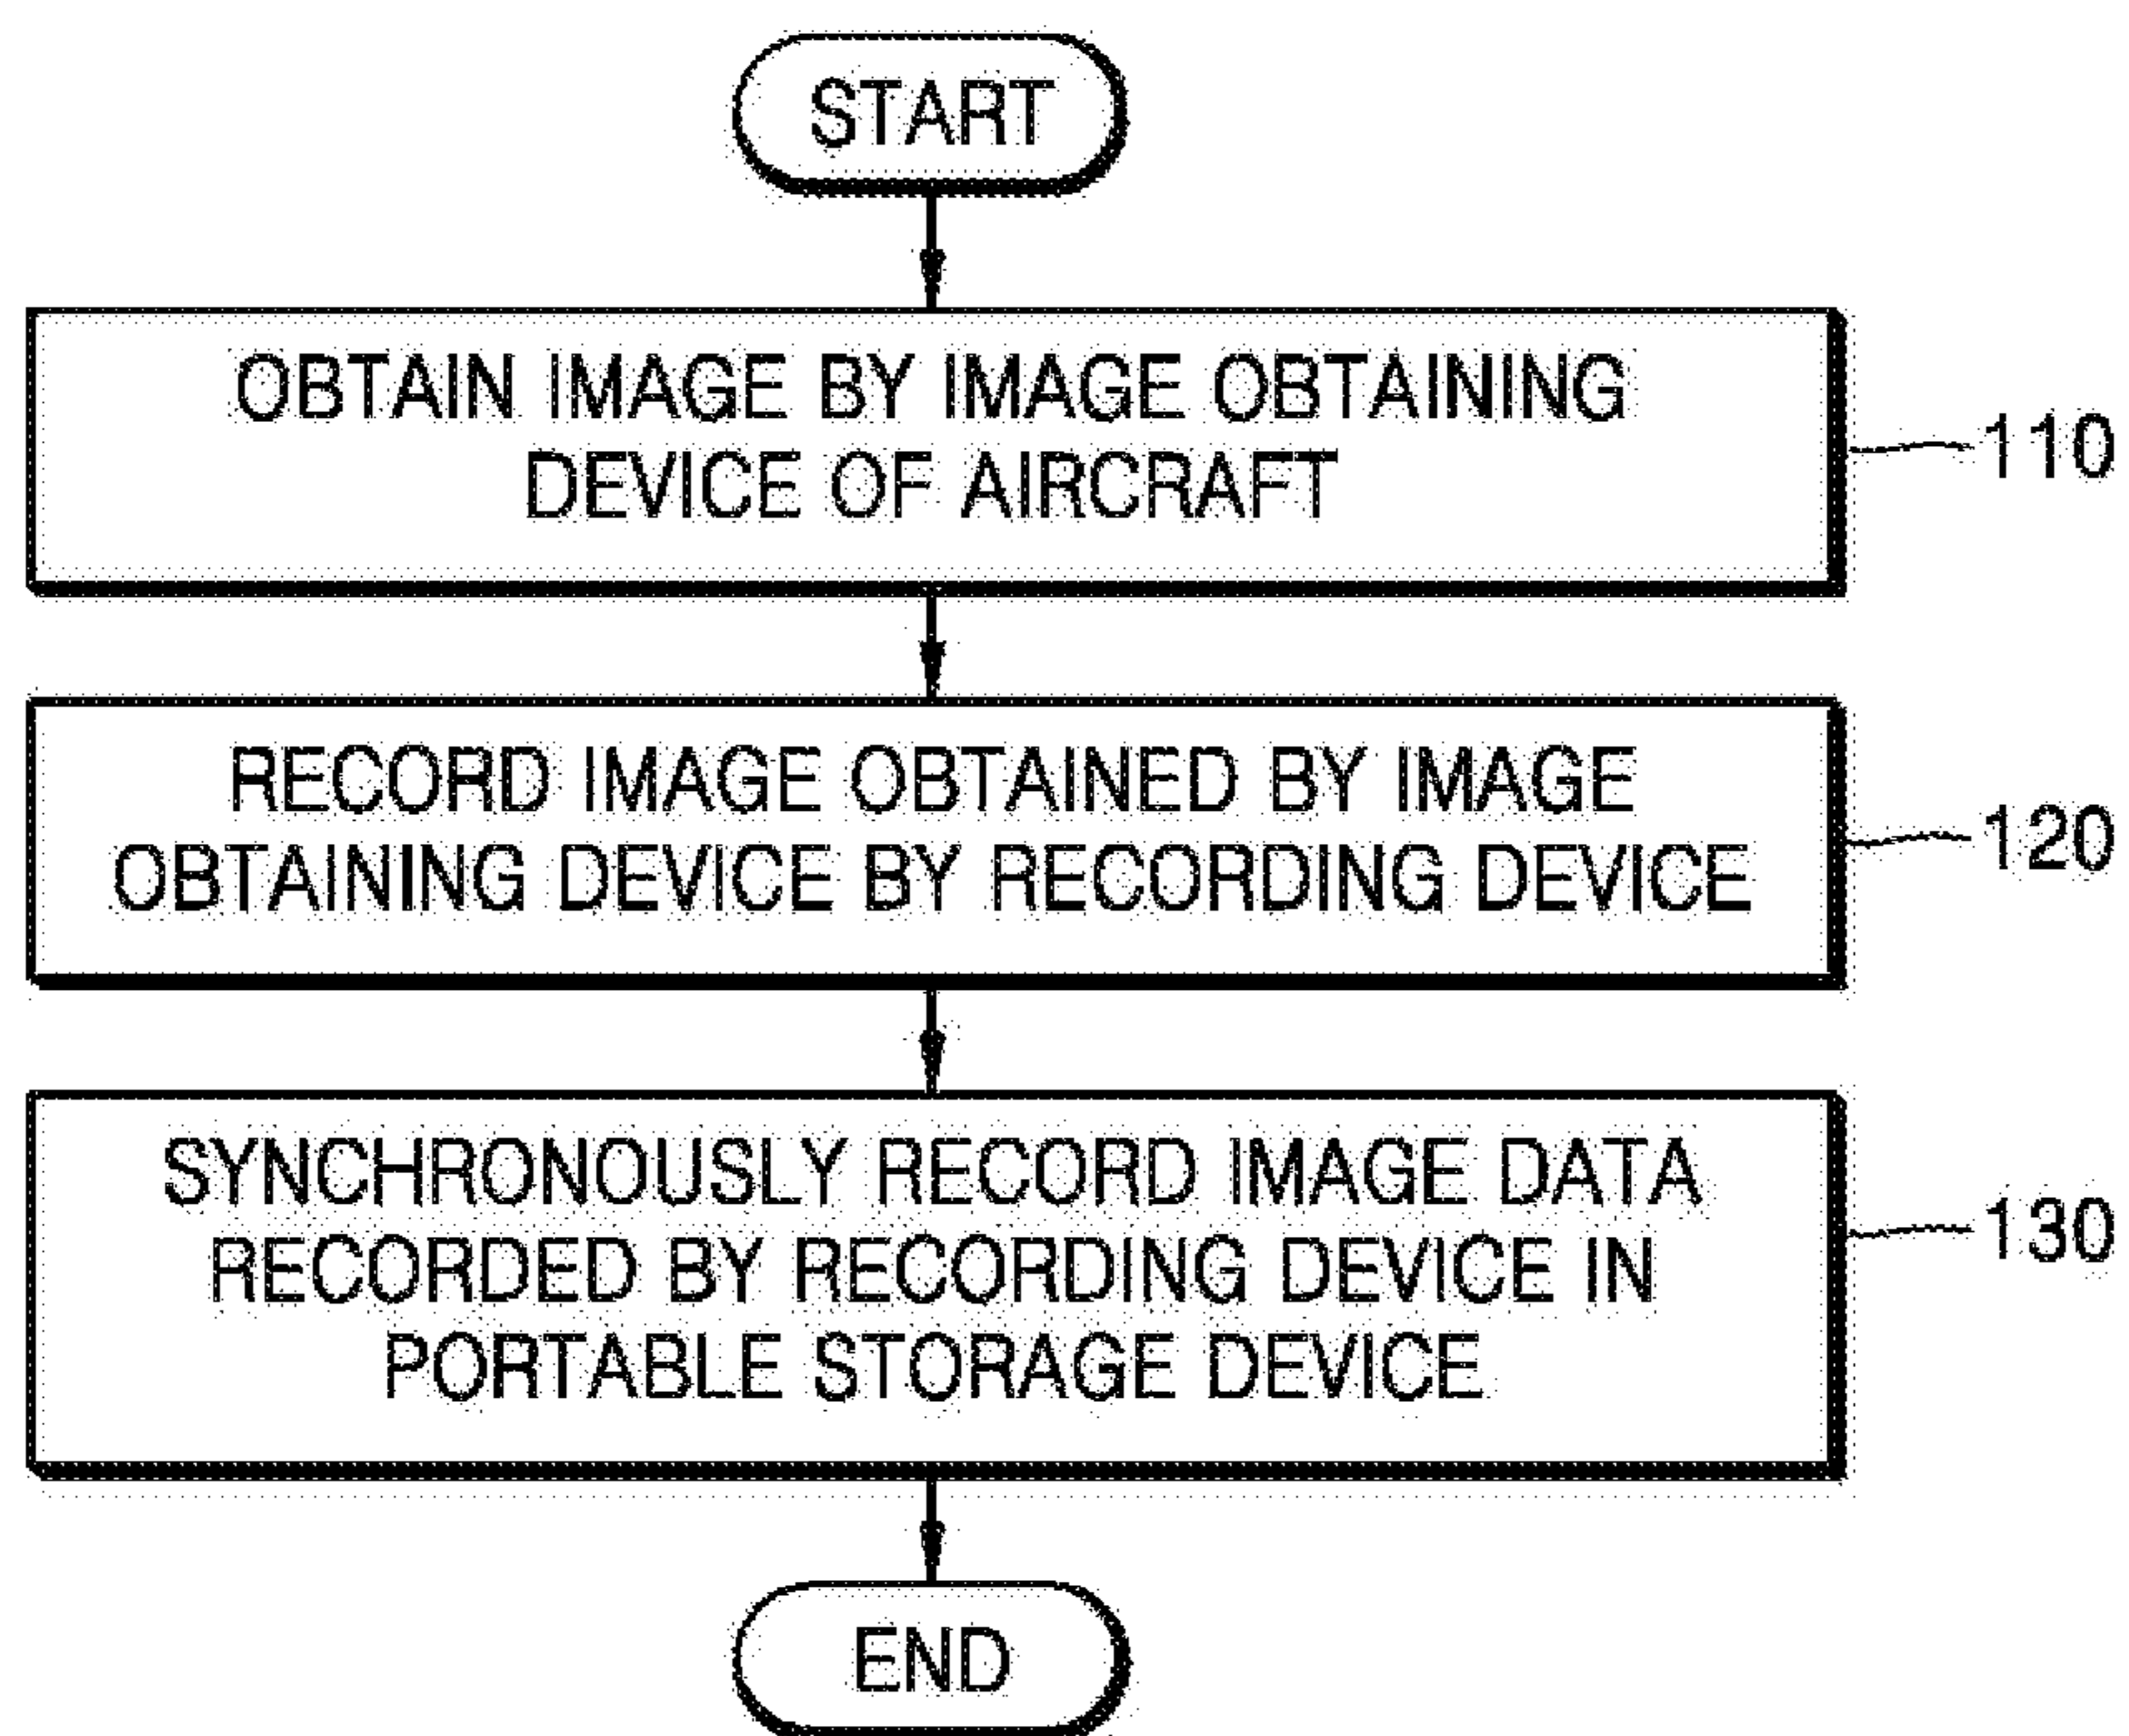 START
OBTAIN IMAGE BY IMAGE OBTAINING
DEVICE OF AIRCRAFT
110
RECORD IMAGE OBTAINED BY IMAGE
OBTAINING DEVICE BY RECORDING DEVICE
120
SYNCHRONOUSLY RECORD IMAGE DATA
RECORDED BY RECORDING DEVICE IN
PORTABLE STORAGE DEVICE
130
END